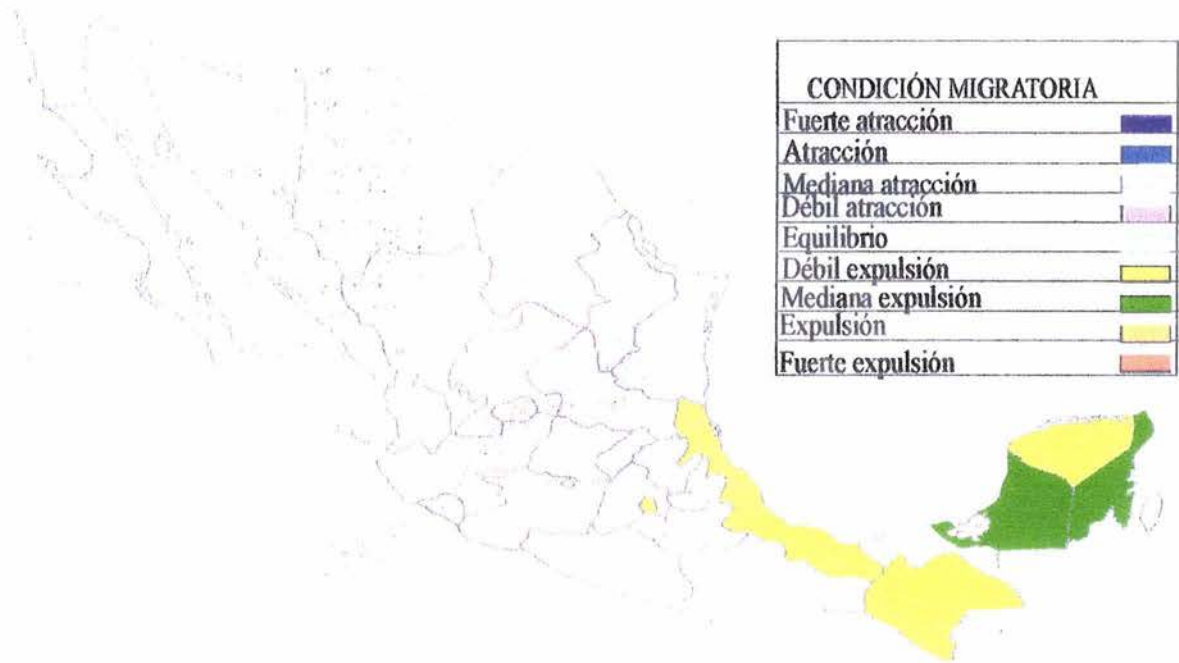 CONDICIÓN MIGRATORIA
Fuerte atracción
Atracción
Mediana atracción
Débil atracción
Equilibrio
Débil expulsión
Mediana expulsión
Expulsión
Fuerte expulsión